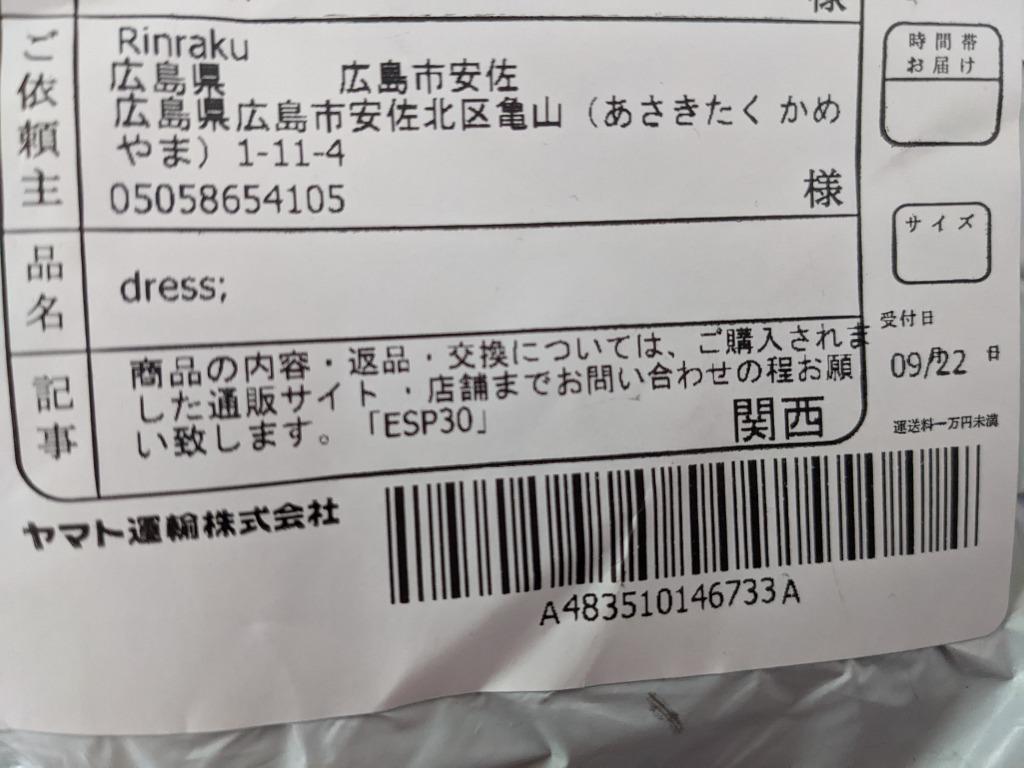 様
ご依頼主
Rinraku
広島県 広島市安佐
広島県広島市安佐北区亀山（あさきたく かめ
やま）1-11-4
05058654105
様
品名
dress;
記事
商品の内容・返品・交換については、ご購入されま
した通販サイト・店舗までお問い合わせの程お願
い致します。「ESP30」
関西
時間帯
お届け
サイズ
受付日
09/22 月 日
運送料一万円未満
ヤマト運輸株式会社
A483510146733A